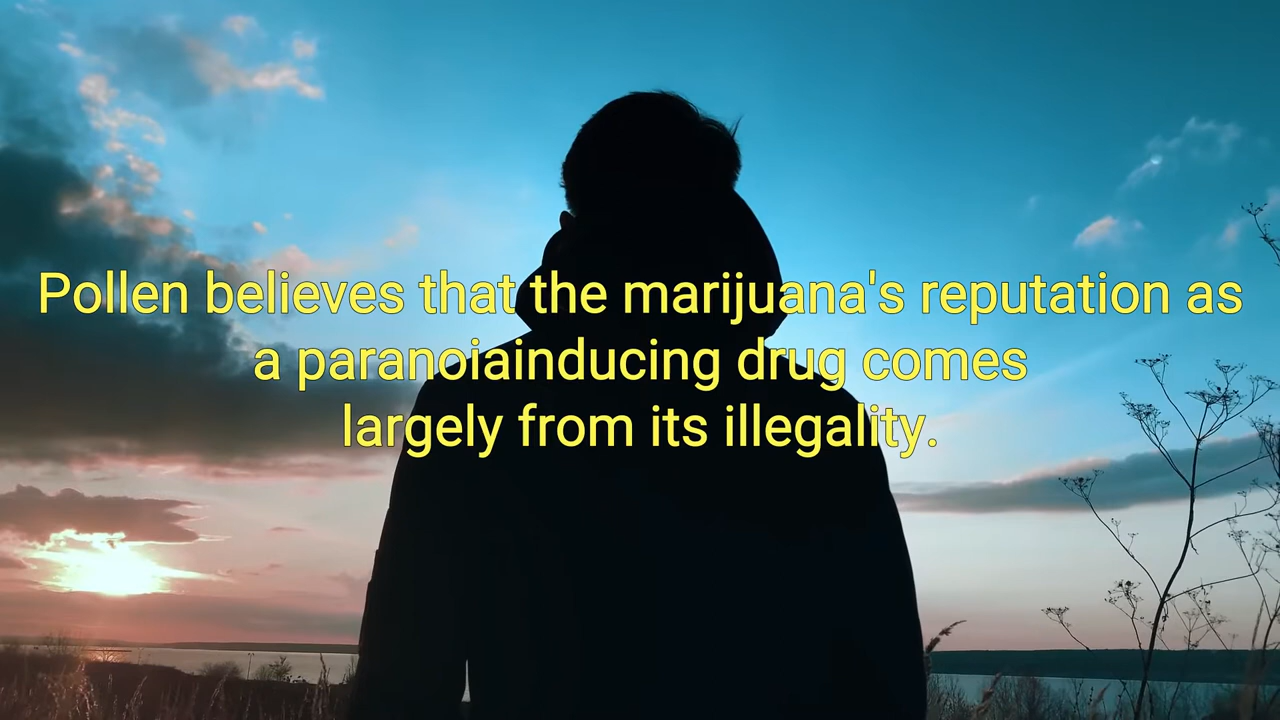 Pollen believes that the marijuana's reputation as
a paranoiainducing drug comes
largely from its illegality.